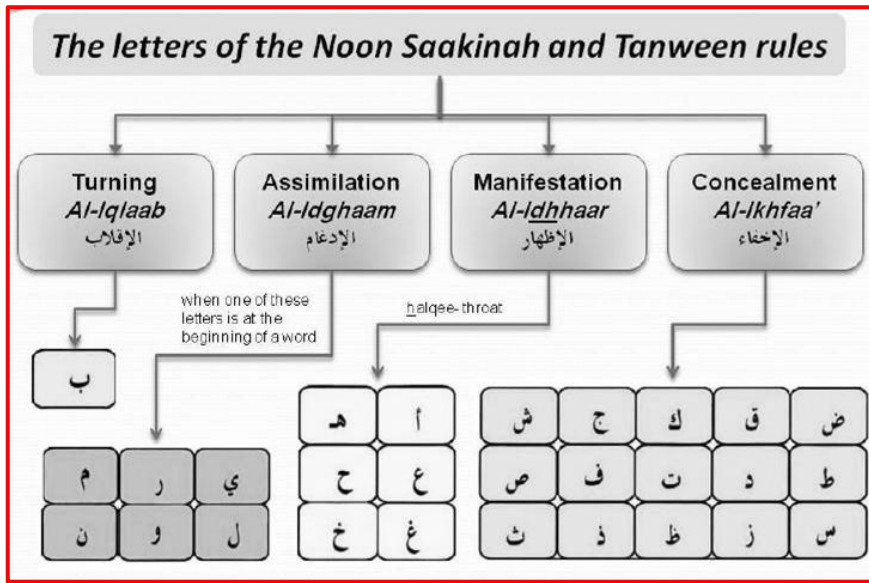 The letters of the Noon Saakinah and Tanween rules
Turning
Al-Iqlaab
الإقلاب
Assimilation
Al-Idghaam
الإدغام
Manifestation
Al-Idhhaar
الإظهار
Concealment
Al-Ikhfaa'
الإخفاء
when one of these
letters is at the
beginning of a word
halqee- throat
ب
ي ر م
ل و ن
أ هـ
ع ح
غ خ
ض ق ك ج ش
ط د ت ف ص
س ز ظ ذ ث